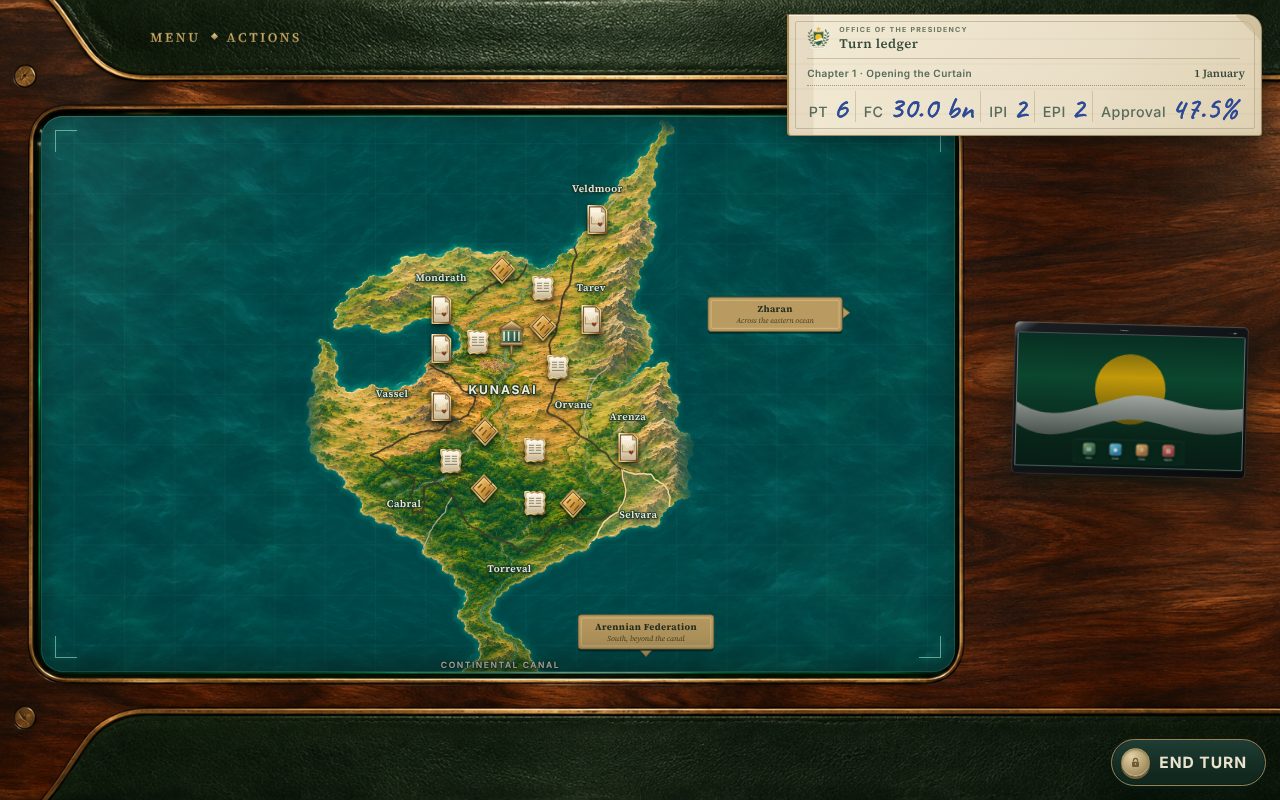 MENU ◆ ACTIONS
OFFICE OF THE PRESIDENCY
Turn ledger
Chapter 1 · Opening the Curtain
1 January
PT 6 FC 30.0 bn IPI 2 EPI 2 Approval 47.5%
Veldmoor
Mondrath
Tarev
Zharan
Across the eastern ocean
Vassel
KUNASAI
Orvane
Arenza
Cabral
Selvara
Torreval
Arennian Federation
South, beyond the canal
CONTINENTAL CANAL
END TURN